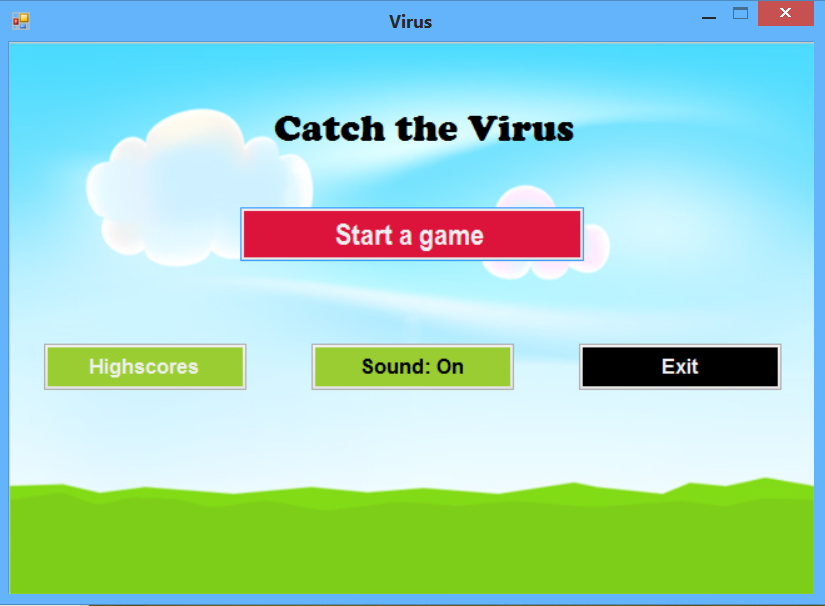 Virus
Catch the Virus
Start a game
Highscores
Sound: On
Exit